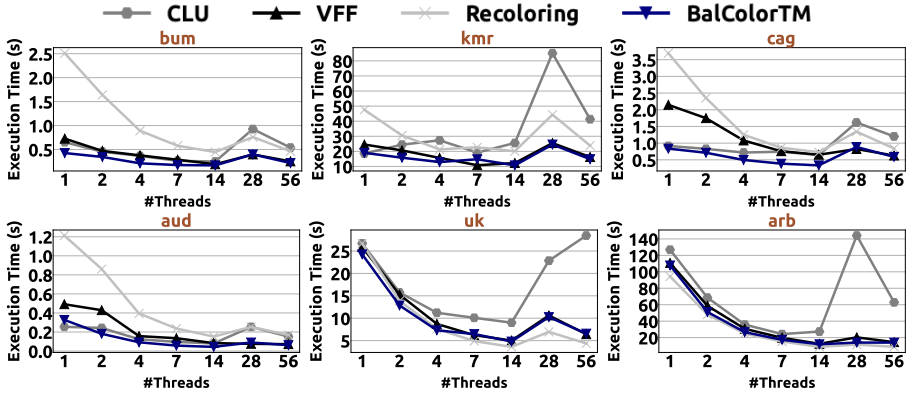 CLU VFF Recoloring BalColorTM
bum kmr cag
Execution Time (s) Execution Time (s) Execution Time (s)
2.5 2.0 1.5 1.0 0.5
80 70 60 50 40 30 20 10
3.5 3.0 2.5 2.0 1.5 1.0 0.5
1 2 4 7 14 28 56 1 2 4 7 14 28 56 1 2 4 7 14 28 56
#Threads #Threads #Threads
aud uk arb
Execution Time (s) Execution Time (s) Execution Time (s)
1.2 1.0 0.8 0.6 0.4 0.2 0.0
25 20 15 10 5
140 120 100 80 60 40 20
1 2 4 7 14 28 56 1 2 4 7 14 28 56 1 2 4 7 14 28 56
#Threads #Threads #Threads